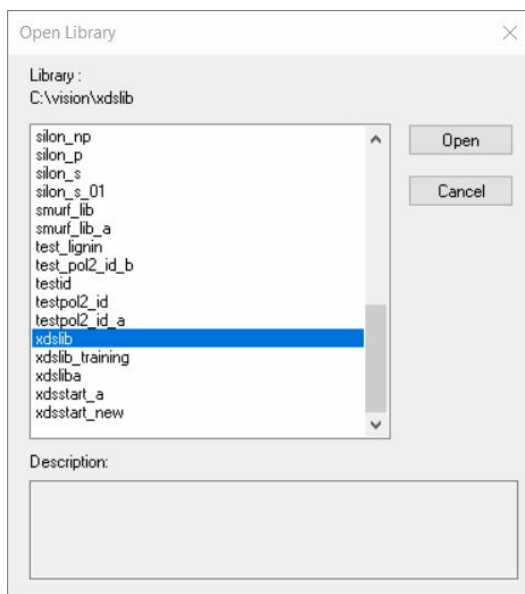 Open Library
Library :
C:\vision\xdslib
silon_np
silon_p
silon_s
silon_s_01
smurf_lib
smurf_lib_a
test_lignin
test_pol2_id_b
testid
testpol2_id
testpol2_id_a
xdslib
xdslib_training
xdsliba
xdsstart_a
xdsstart_new
Open
Cancel
Description: